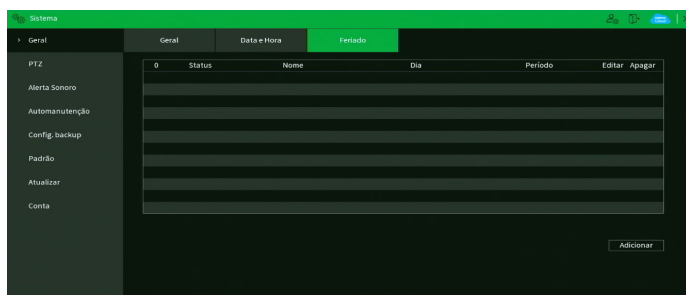 Sistema
Geral
Geral Data e Hora Feriado
PTZ
0 Status Nome Dia Período Editar Apagar
Alerta Sonoro
Automanutenção
Config. backup
Padrão
Atualizar
Conta
Adicionar